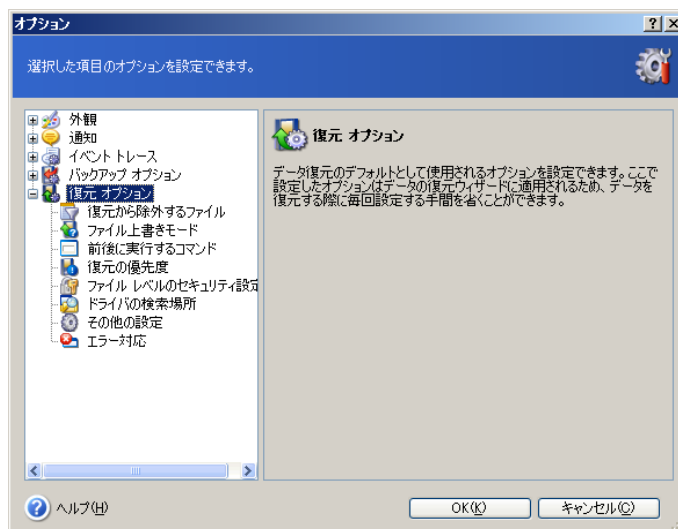 オプション
選択した項目のオプションを設定できます。
外観
通知
イベント トレース
バックアップ オプション
復元 オプション
復元から除外するファイル
ファイル上書きモード
前後に実行するコマンド
復元の優先度
ファイル レベルのセキュリティ設定
ドライバの検索場所
その他の設定
エラー対応
復元 オプション
データ復元のデフォルトとして使用されるオプションを設定できます。ここで
設定したオプションはデータの復元ウィザードに適用されるため、データを
復元する際に毎回設定する手間を省くことができます。
ヘルプ(H)
OK(K)
キャンセル(C)